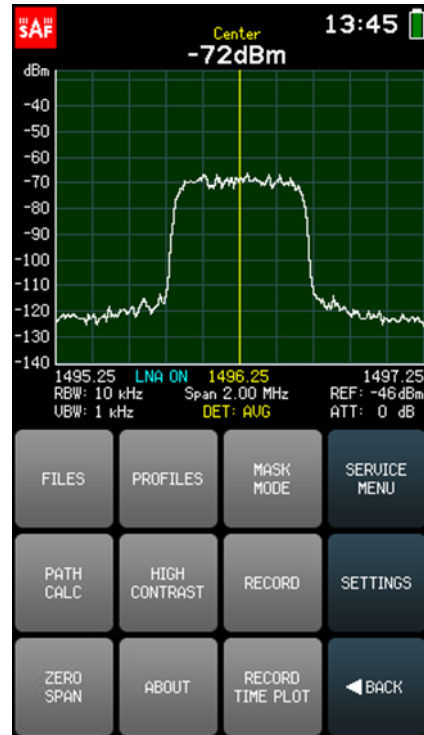 SAF
Center
13:45
-72dBm
dBm
-40
-50
-60
-70
-80
-90
-100
-110
-120
-130
-140
1495.25 LNA ON 1496.25 1497.25
RBW: 10 kHz Span 2.00 MHz REF: -46dBm
VBW: 1 kHz DET: AVG ATT: 0 dB
FILES
PROFILES
MASK
MODE
SERVICE
MENU
PATH
CALC
HIGH
CONTRAST
RECORD
SETTINGS
ZERO
SPAN
ABOUT
RECORD
TIME PLOT
BACK